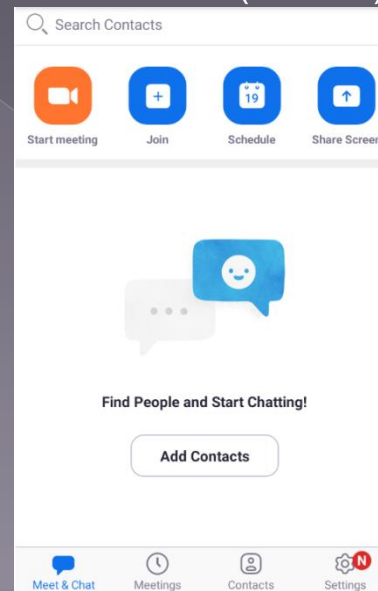 Search Contacts
19
Start meeting Join Schedule Share Screen
Find People and Start Chatting!
Add Contacts
N
Meet & Chat Meetings Contacts Settings